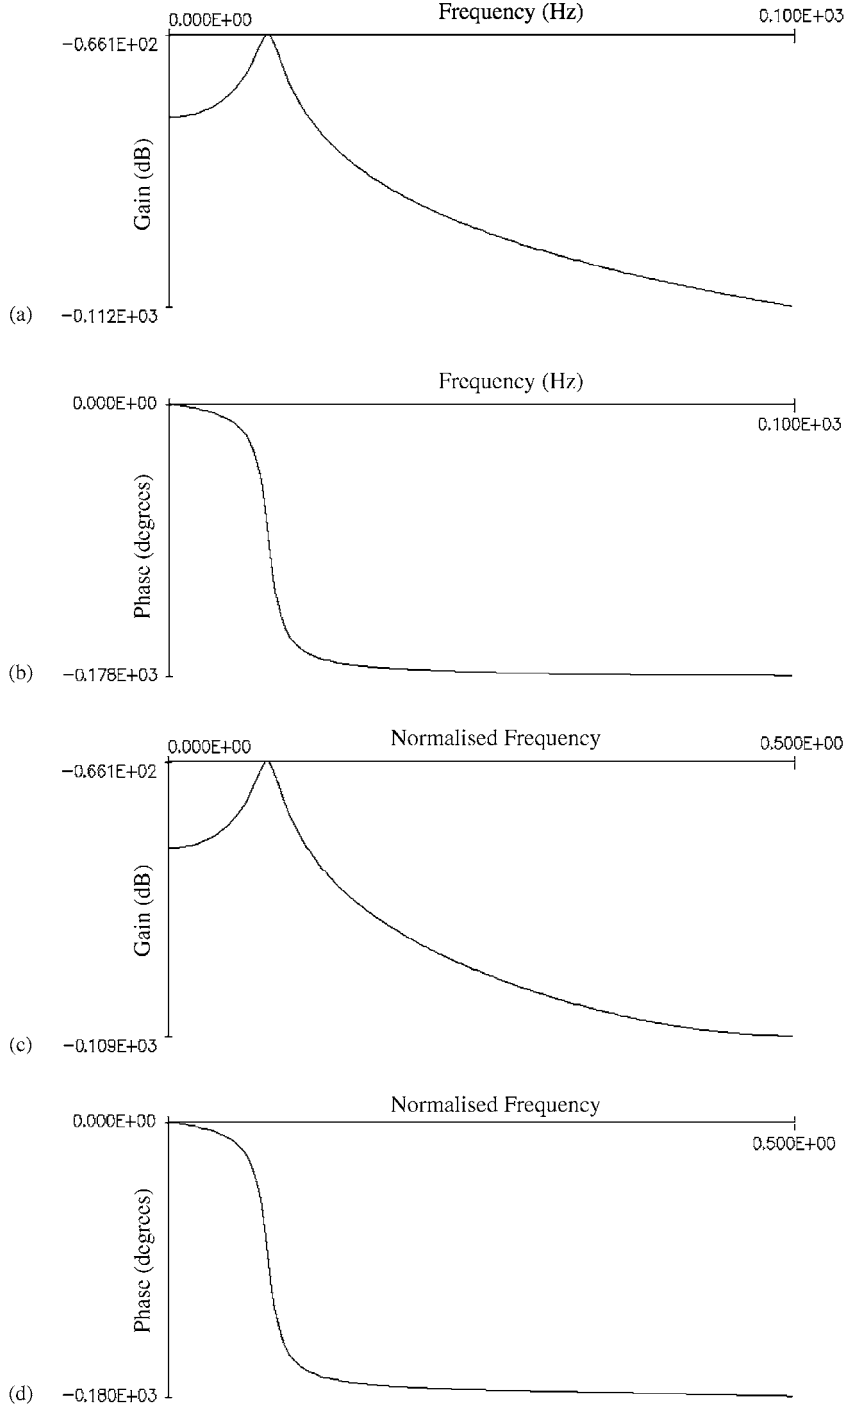 Frequency (Hz)
0.000E+00
0.100E+03
−0.661E+02
Gain (dB)
(a)
−0.112E+03
Frequency (Hz)
0.000E+00
0.100E+03
Phase (degrees)
(b)
−0.178E+03
Normalised Frequency
0.000E+00
0.500E+00
−0.661E+02
Gain (dB)
(c)
−0.109E+03
Normalised Frequency
0.000E+00
0.500E+00
Phase (degrees)
(d)
−0.180E+03